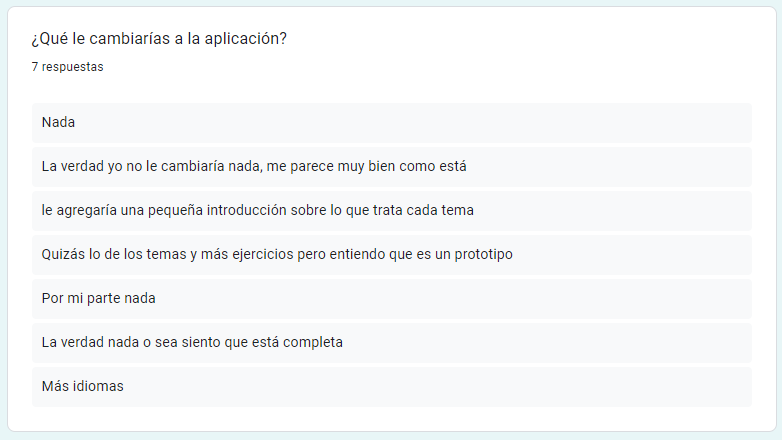 ¿Qué le cambiarías a la aplicación?
7 respuestas
Nada
La verdad yo no le cambiaría nada, me parece muy bien como está
le agregaría una pequeña introducción sobre lo que trata cada tema
Quizás lo de los temas y más ejercicios pero entiendo que es un prototipo
Por mi parte nada
La verdad nada o sea siento que está completa
Más idiomas